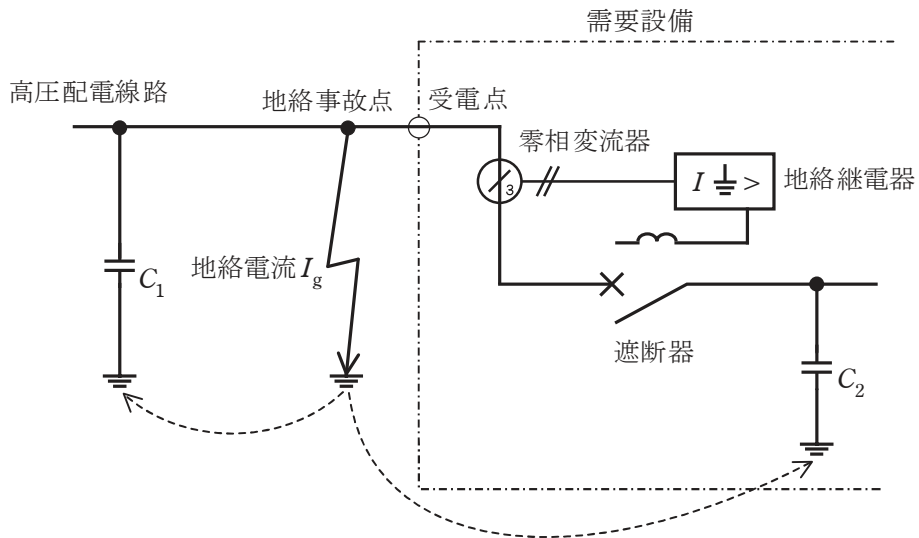 需要設備
高圧配電線路
地絡事故点
受電点
零相変流器
3
I >
地絡継電器
地絡電流 Ig
C1
遮断器
C2